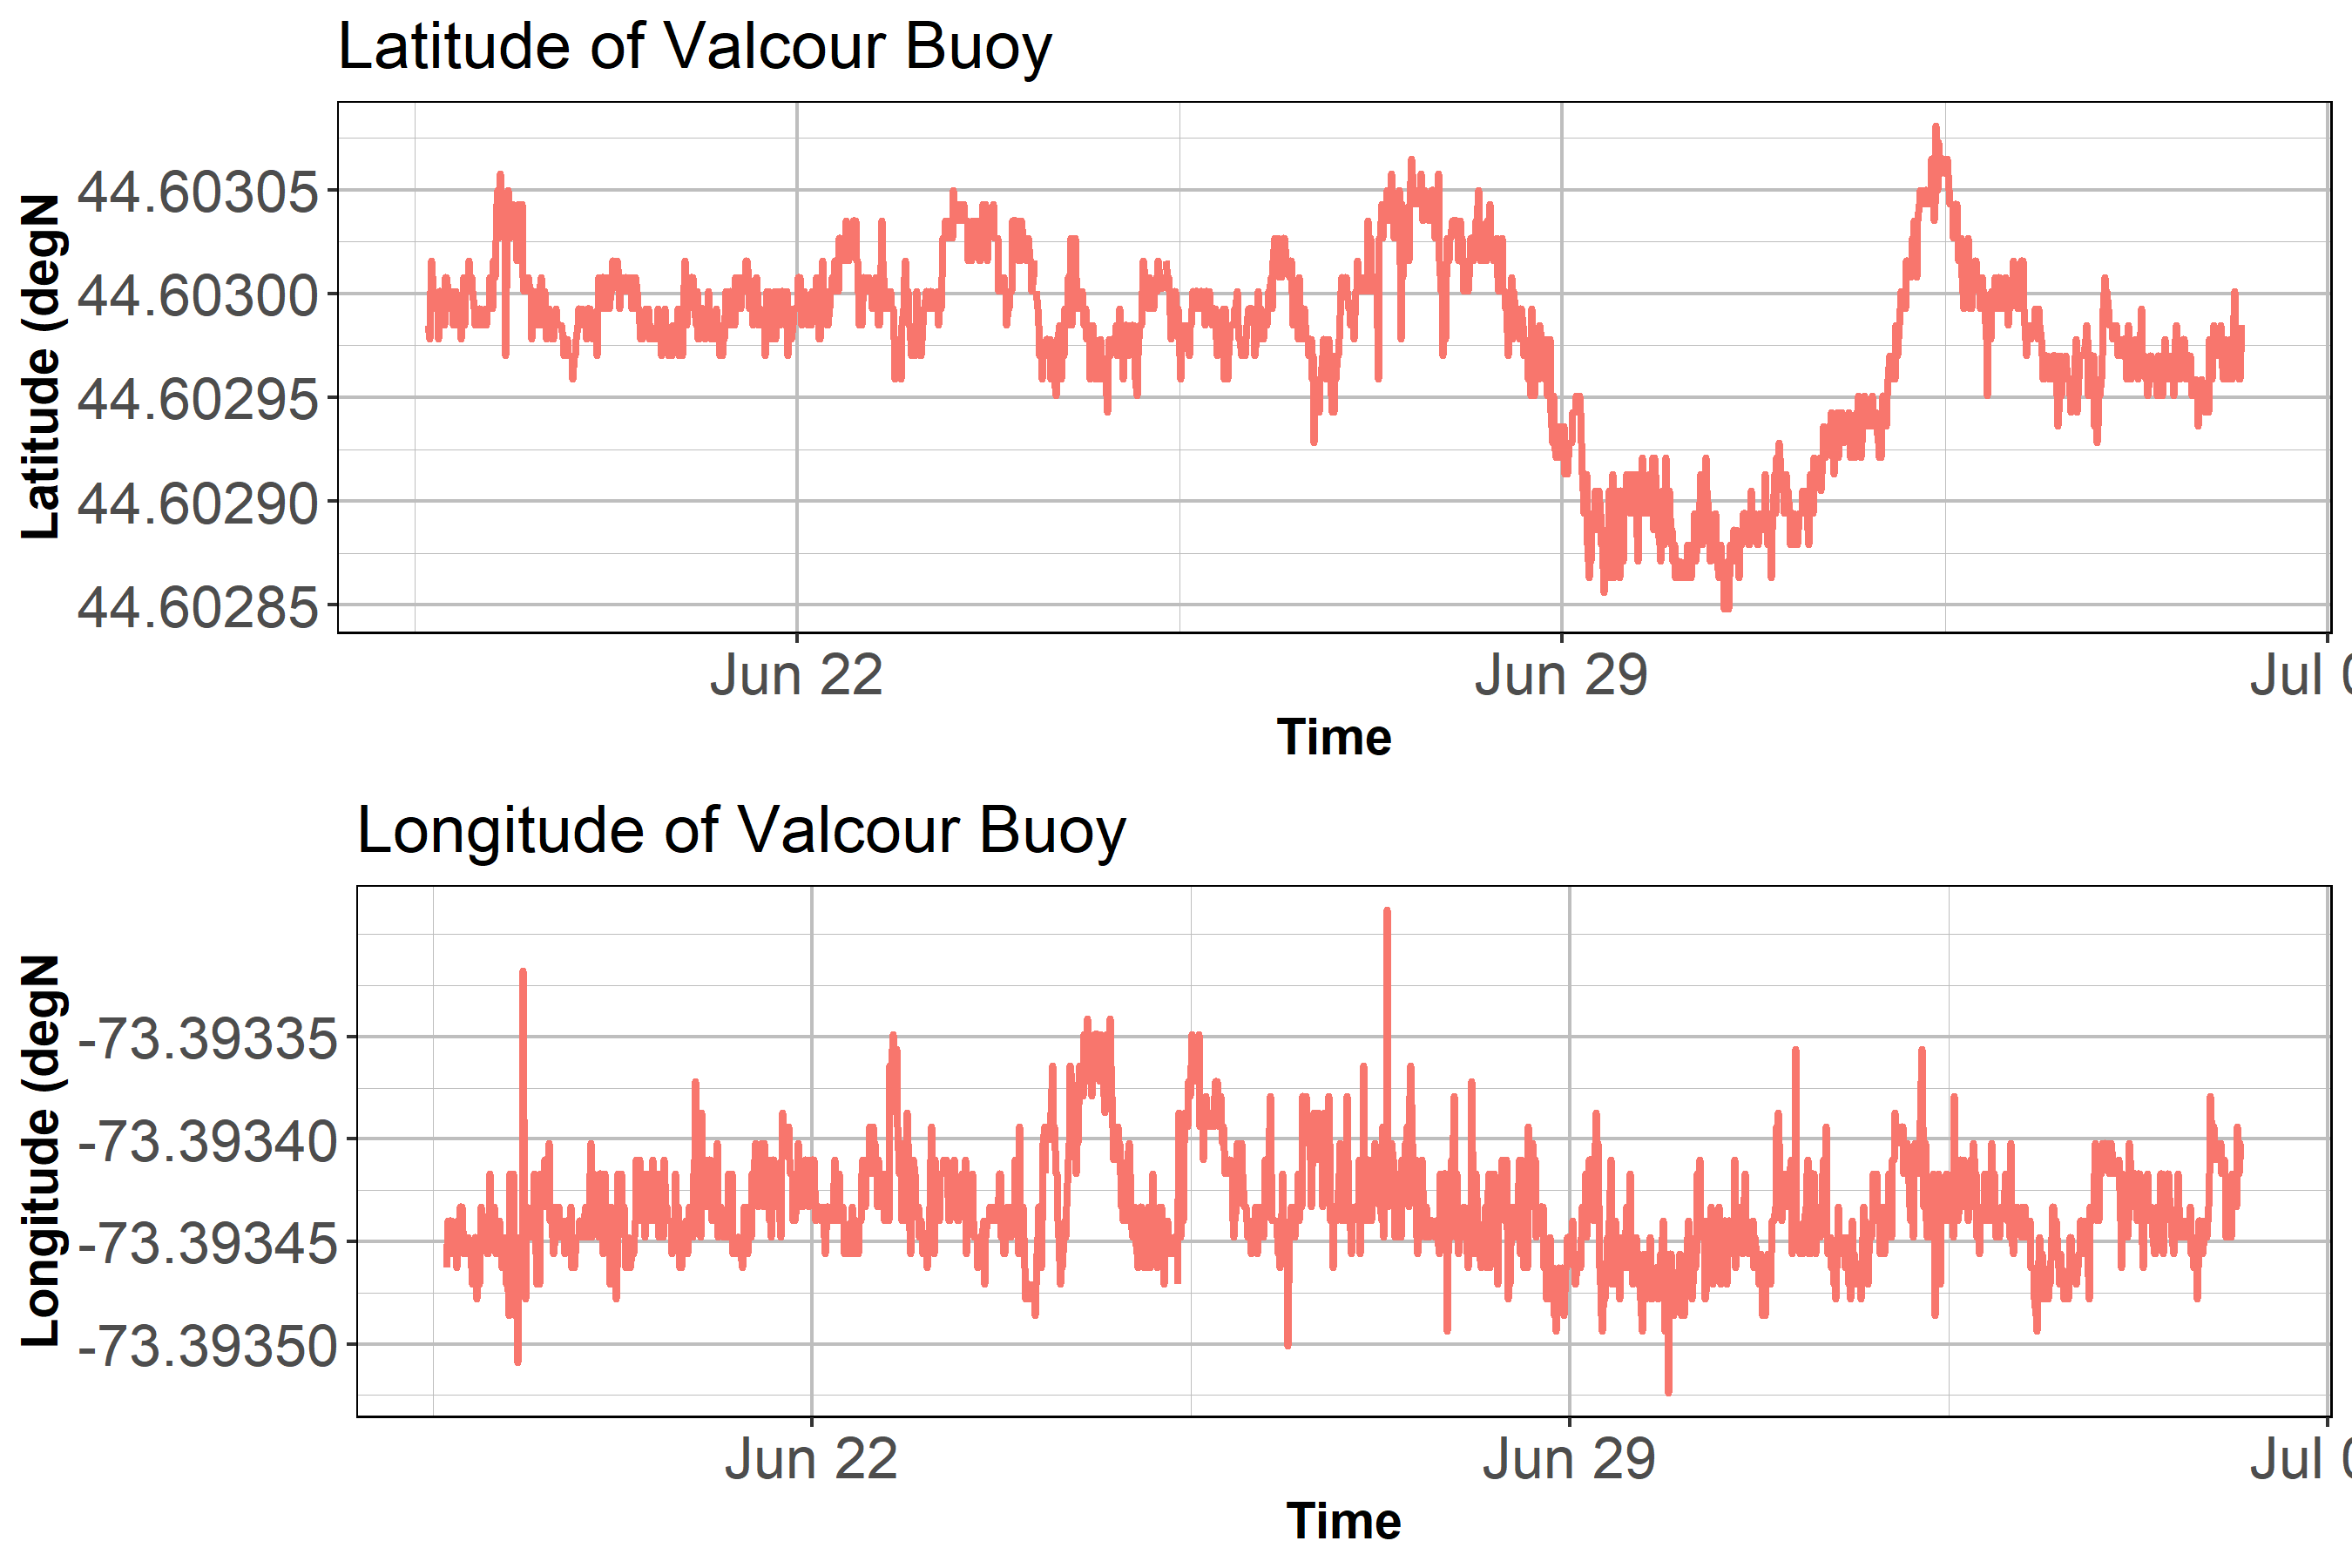 Latitude of Valcour Buoy
Latitude (degN
44.60305
44.60300
44.60295
44.60290
44.60285
Jun 22 Jun 29 Jul 0
Time
Longitude of Valcour Buoy
Longitude (degN
-73.39335
-73.39340
-73.39345
-73.39350
Jun 22 Jun 29 Jul 0
Time